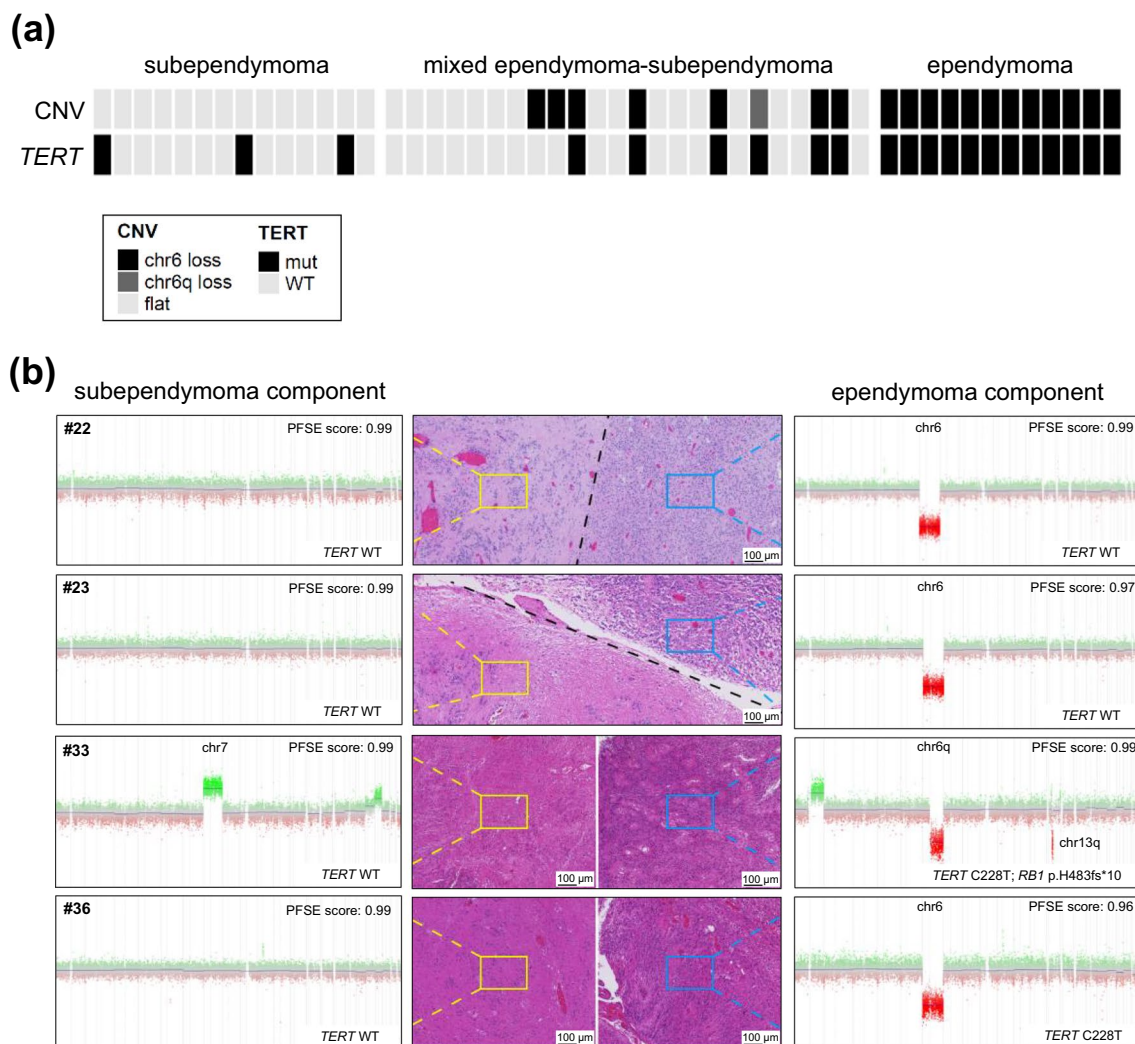 (a)
subependymoma mixed ependymoma-subependymoma ependymoma
CNV
TERT
CNV TERT
chr6 loss mut
chr6q loss WT
flat
(b)
subependymoma component ependymoma component
#22 PFSE score: 0.99 chr6 PFSE score: 0.99
TERT WT 100 µm TERT WT
#23 PFSE score: 0.99 chr6 PFSE score: 0.97
TERT WT 100 µm TERT WT
#33 chr7 PFSE score: 0.99 chr6q PFSE score: 0.99
chr13q
TERT WT 100 µm 100 µm TERT C228T; RB1 p.H483fs*10
#36 PFSE score: 0.99 chr6 PFSE score: 0.96
TERT WT 100 µm 100 µm TERT C228T